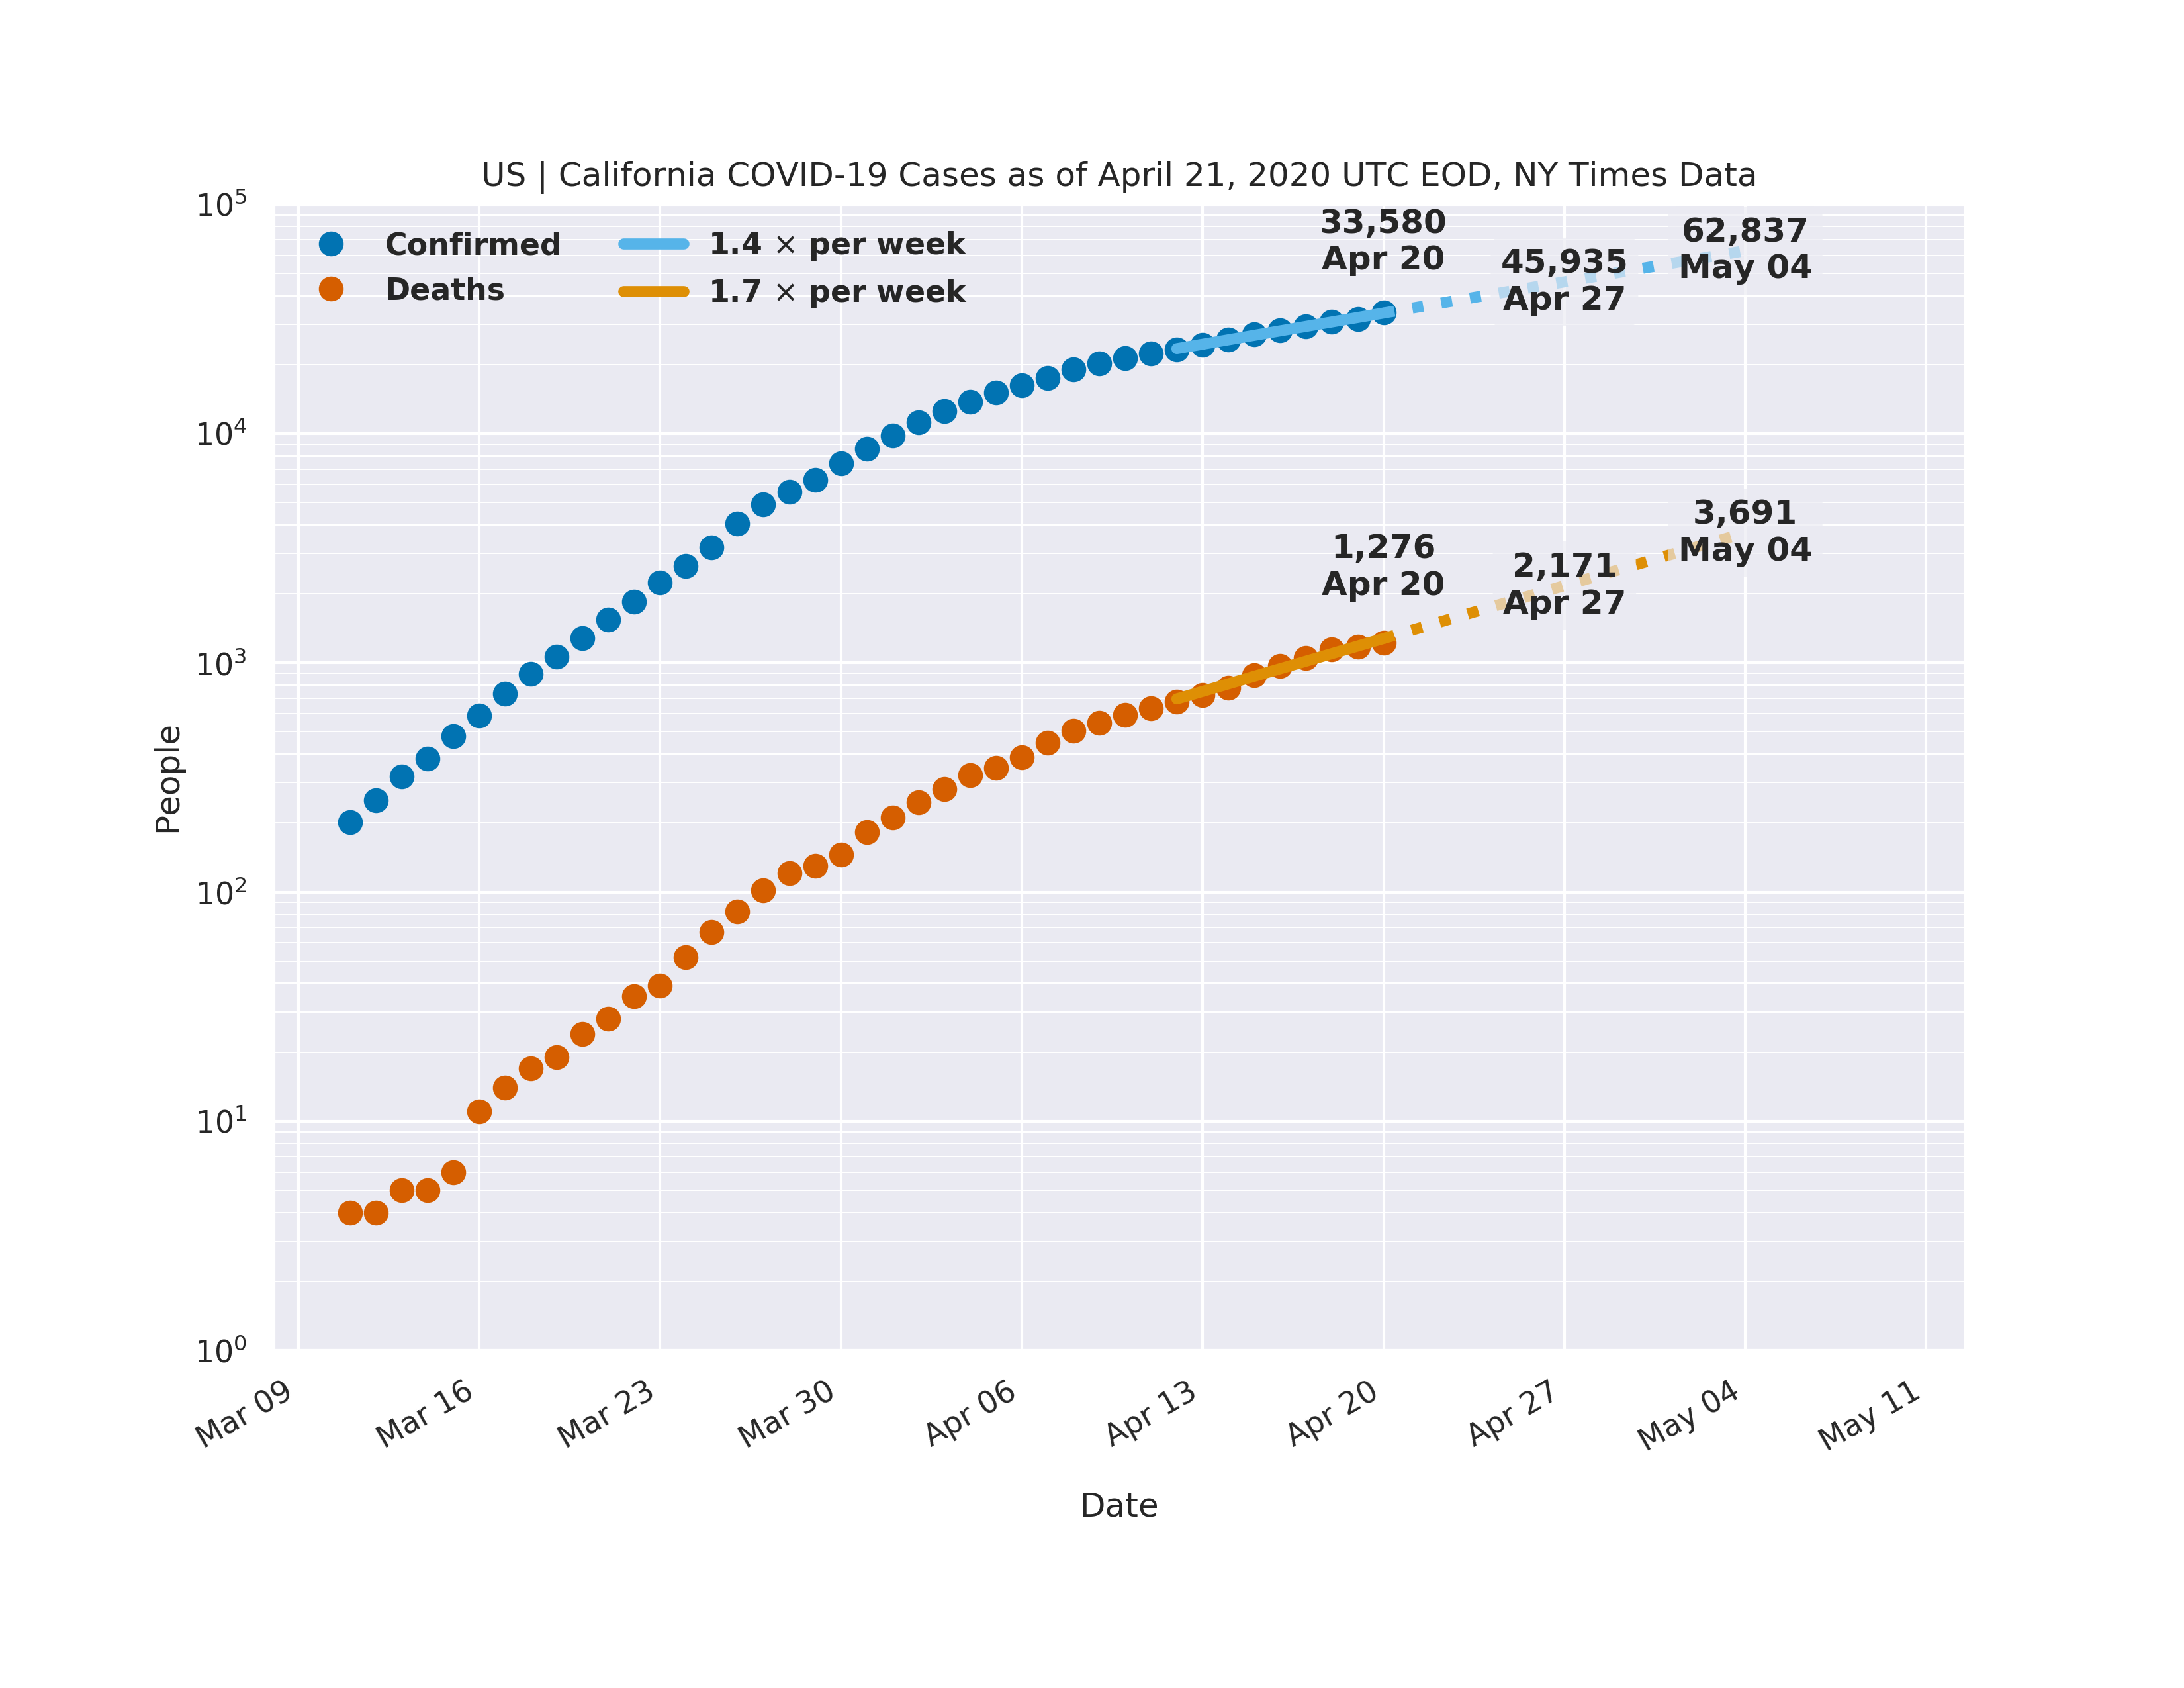 US | California COVID-19 Cases as of April 21, 2020 UTC EOD, NY Times Data
Confirmed
Deaths
1.4 × per week
1.7 × per week
33,580
Apr 20
45,935
Apr 27
62,837
May 04
1,276
Apr 20
2,171
Apr 27
3,691
May 04
People
10⁵
10⁴
10³
10²
10¹
10⁰
Mar 09
Mar 16
Mar 23
Mar 30
Apr 06
Apr 13
Apr 20
Apr 27
May 04
May 11
Date